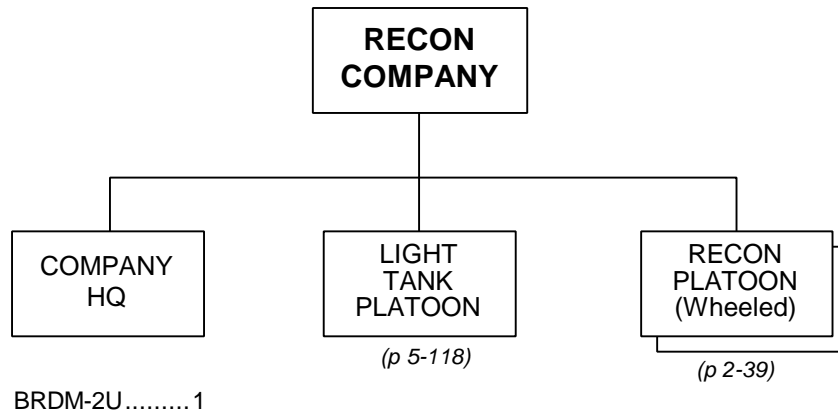 RECON
COMPANY
COMPANY
HQ
LIGHT
TANK
PLATOON
(p 5-118)
RECON
PLATOON
(Wheeled)
(p 2-39)
BRDM-2U.........1